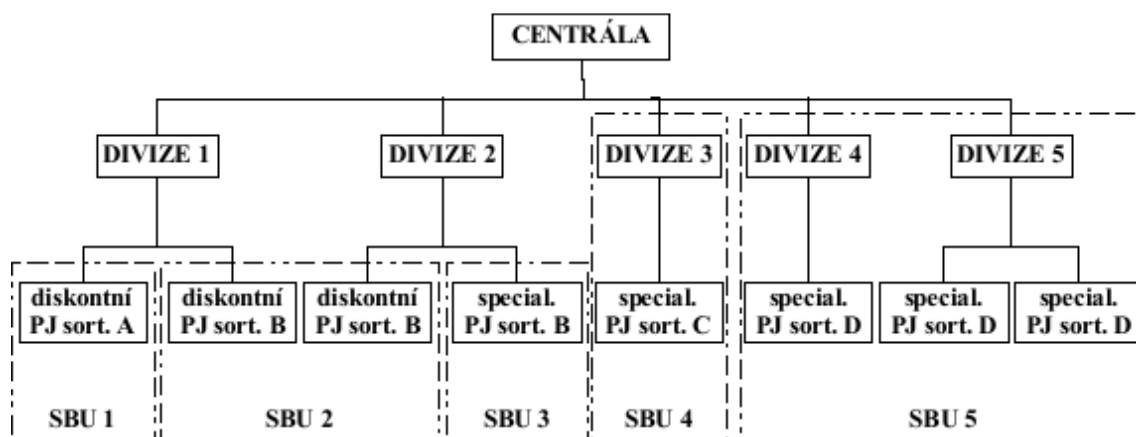 CENTRÁLA
DIVIZE 1
DIVIZE 2
DIVIZE 3
DIVIZE 4
DIVIZE 5
diskontní
PJ sort. A
diskontní
PJ sort. B
diskontní
PJ sort. B
special.
PJ sort. B
special.
PJ sort. C
special.
PJ sort. D
special.
PJ sort. D
special.
PJ sort. D
SBU 1
SBU 2
SBU 3
SBU 4
SBU 5